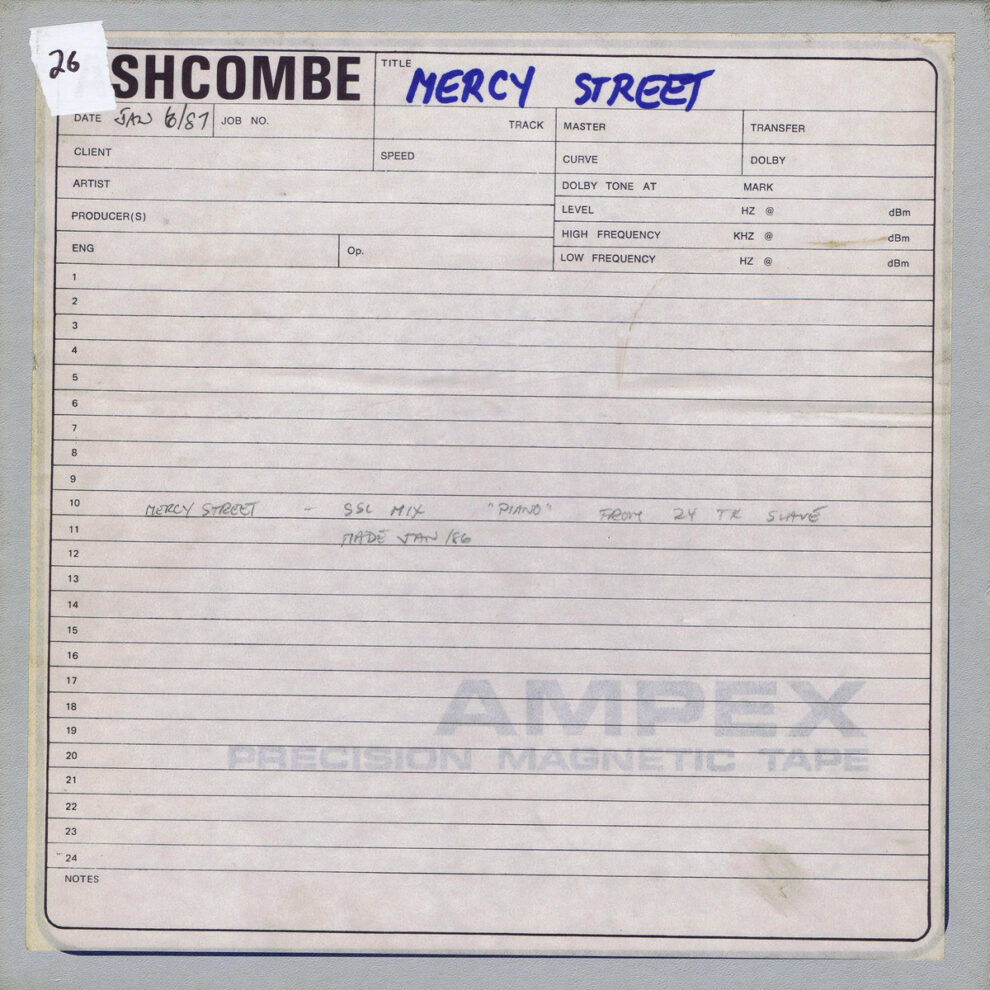 26
SHCOMBE
TITLE MERCY STREET
DATE JAN 6/87 JOB NO.
TRACK MASTER TRANSFER
CLIENT SPEED CURVE DOLBY
ARTIST DOLBY TONE AT MARK
PRODUCER(S) LEVEL HZ @ dBm
HIGH FREQUENCY KHZ @ dBm
ENG Op. LOW FREQUENCY HZ @ dBm
1
2
3
4
5
6
7
8
9
10 MERCY STREET - SSL MIX "PIANO" FROM 24 TK SLAVE
11 MADE JAN /86
12
13
14
15
16
17
18
AMPEX
19
20 PRECISION MAGNETIC TAPE
21
22
23
24
NOTES